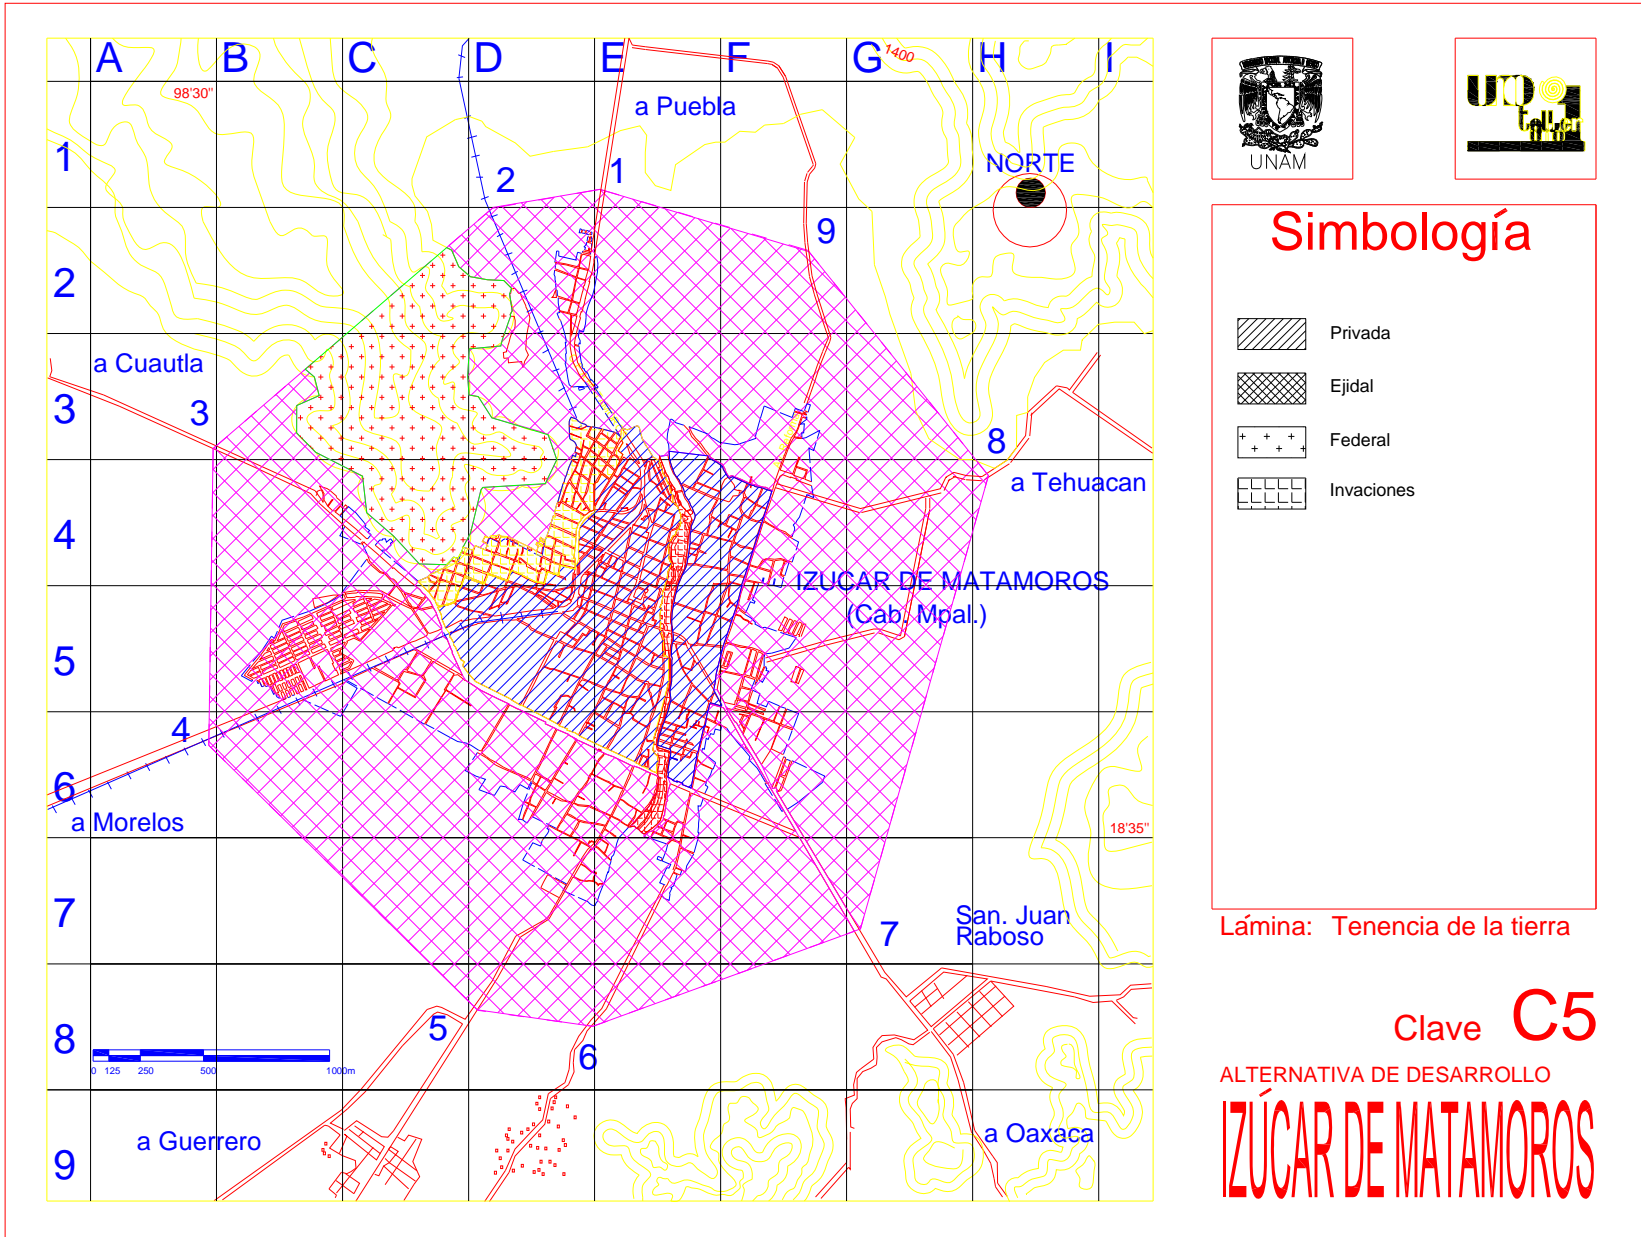 A B C D E F G H I
1400
98'30"
a Puebla
1
NORTE
2
1
9
2
a Cuautla
3
3
8
a Tehuacan
4
IZUCAR DE MATAMOROS
(Cab. Mpal.)
5
4
6
a Morelos
18'35"
7
7
San. Juan
Raboso
8
5
6
0 125 250 500 1000m
9
a Guerrero
a Oaxaca
UNAM
taller
Simbología
Privada
Ejidal
Federal
Invaciones
Lámina: Tenencia de la tierra
Clave C5
ALTERNATIVA DE DESARROLLO
IZÚCAR DE MATAMOROS